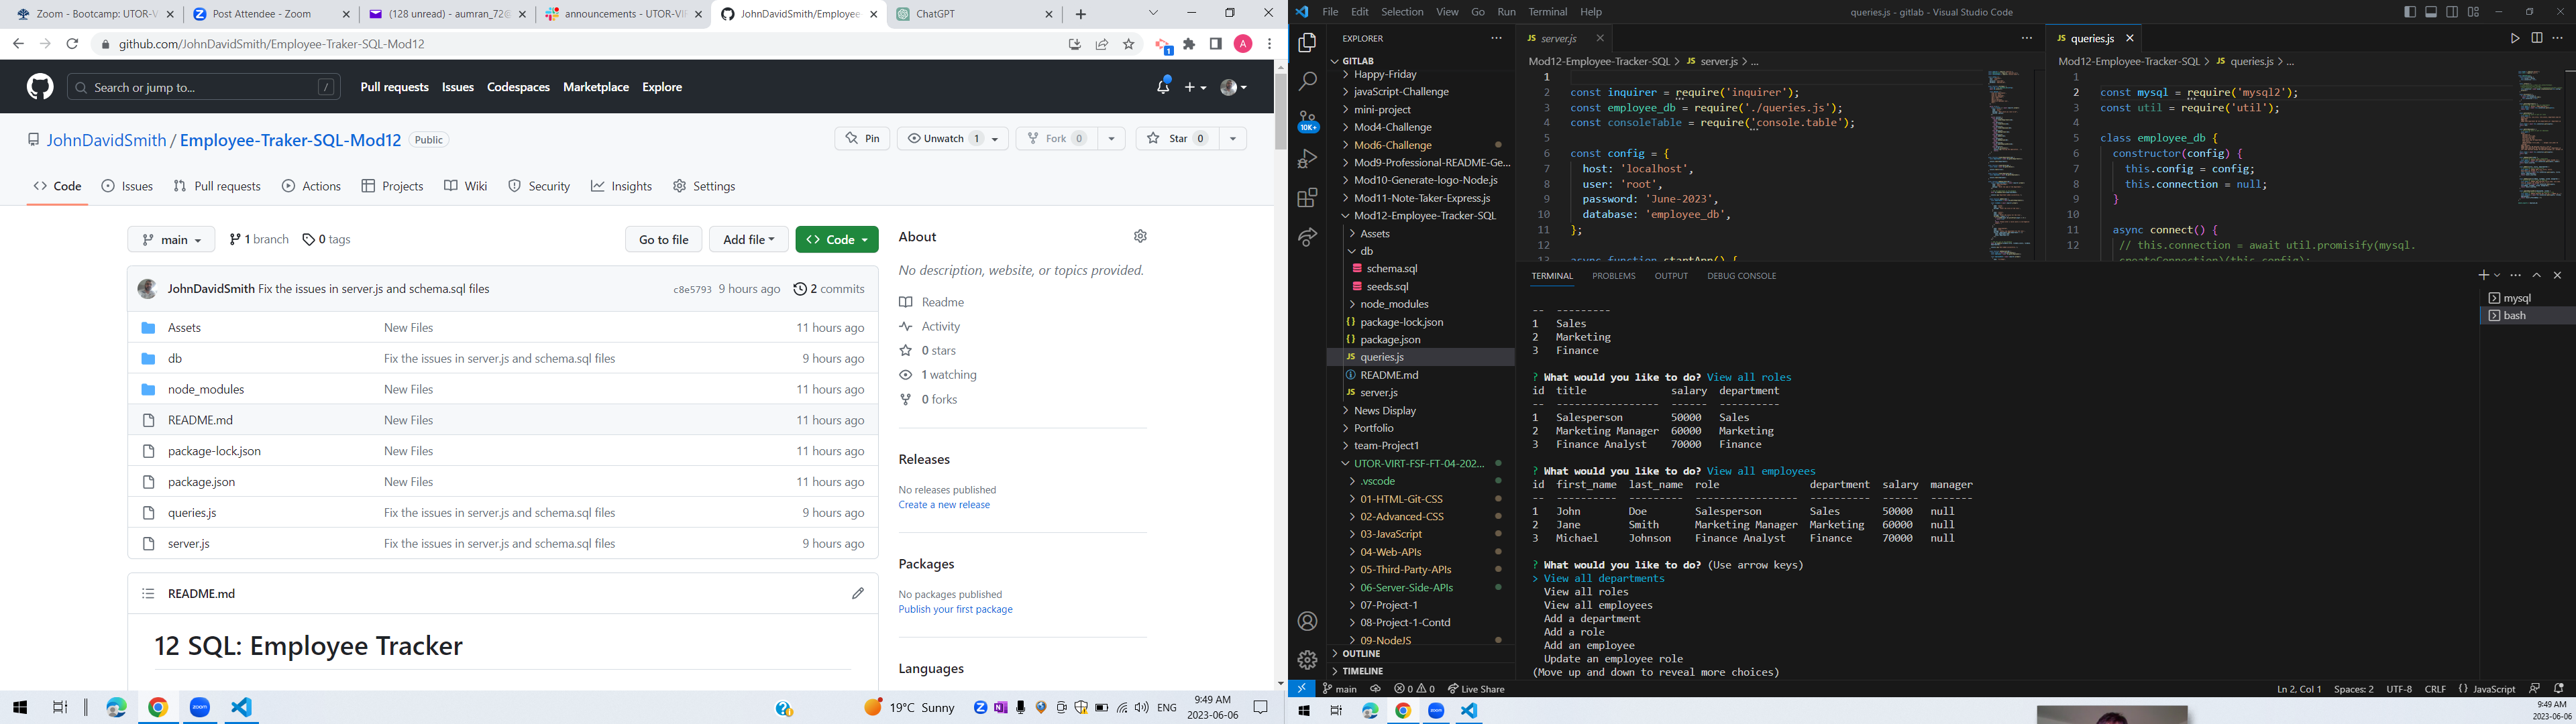 Zoom - Bootcamp: UTOR-V
Post Attendee - Zoom
(128 unread) - aumran_72@
announcements - UTOR-VIF
JohnDavidSmith/Employee
ChatGPT
github.com/JohnDavidSmith/Employee-Traker-SQL-Mod12
1
A
Search or jump to...
/
Pull requests
Issues
Codespaces
Marketplace
Explore
JohnDavidSmith / Employee-Traker-SQL-Mod12
Public
Pin
Unwatch 1
Fork 0
Star 0
Code
Issues
Pull requests
Actions
Projects
Wiki
Security
Insights
Settings
main
1 branch
0 tags
Go to file
Add file
Code
JohnDavidSmith Fix the issues in server.js and schema.sql files
c8e5793 9 hours ago
2 commits
Assets New Files 11 hours ago
db Fix the issues in server.js and schema.sql files 9 hours ago
node_modules New Files 11 hours ago
README.md New Files 11 hours ago
package-lock.json New Files 11 hours ago
package.json New Files 11 hours ago
queries.js Fix the issues in server.js and schema.sql files 9 hours ago
server.js Fix the issues in server.js and schema.sql files 9 hours ago
README.md
12 SQL: Employee Tracker
About
No description, website, or topics provided.
Readme
Activity
0 stars
1 watching
0 forks
Releases
No releases published
Create a new release
Packages
No packages published
Publish your first package
Languages
19°C Sunny
ENG
9:49 AM
2023-06-06
File Edit Selection View Go Run Terminal Help
queries.js - gitlab - Visual Studio Code
EXPLORER
GITLAB
Happy-Friday
javaScript-Challenge
mini-project
Mod4-Challenge
Mod6-Challenge
Mod9-Professional-README-Ge...
Mod10-Generate-logo-Node.js
Mod11-Note-Taker-Express.js
Mod12-Employee-Tracker-SQL
Assets
db
schema.sql
seeds.sql
node_modules
package-lock.json
package.json
queries.js
README.md
server.js
News Display
Portfolio
team-Project1
UTOR-VIRT-FSF-FT-04-202...
.vscode
01-HTML-Git-CSS
02-Advanced-CSS
03-JavaScript
04-Web-APIs
05-Third-Party-APIs
06-Server-Side-APIs
07-Project-1
08-Project-1-Contd
09-NodeJS
OUTLINE
TIMELINE
10K+
JS server.js
Mod12-Employee-Tracker-SQL > JS server.js > ...
1
2 const inquirer = require('inquirer');
3 const employee_db = require('./queries.js');
4 const consoleTable = require('console.table');
5
6 const config = {
7 host: 'localhost',
8 user: 'root',
9 password: 'June-2023',
10 database: 'employee_db',
11 };
12
13 async function startApp() {
JS queries.js
Mod12-Employee-Tracker-SQL > JS queries.js > ...
1
2 const mysql = require('mysql2');
3 const util = require('util');
4
5 class employee_db {
6 constructor(config) {
7 this.config = config;
8 this.connection = null;
9 }
10
11 async connect() {
12 // this.connection = await util.promisify(mysql.
createConnection)(this.config);
TERMINAL PROBLEMS OUTPUT DEBUG CONSOLE
mysql
bash
-- ---------
1 Sales
2 Marketing
3 Finance
? What would you like to do? View all roles
id title salary department
-- ----------------- ------ ----------
1 Salesperson 50000 Sales
2 Marketing Manager 60000 Marketing
3 Finance Analyst 70000 Finance
? What would you like to do? View all employees
id first_name last_name role department salary manager
-- ---------- --------- ----------------- ---------- ------ -------
1 John Doe Salesperson Sales 50000 null
2 Jane Smith Marketing Manager Marketing 60000 null
3 Michael Johnson Finance Analyst Finance 70000 null
? What would you like to do? (Use arrow keys)
> View all departments
View all roles
View all employees
Add a department
Add a role
Add an employee
Update an employee role
(Move up and down to reveal more choices)
main
0 0
Live Share
Ln 2, Col 1
Spaces: 2
UTF-8
CRLF
{} JavaScript
9:49 AM
2023-06-06